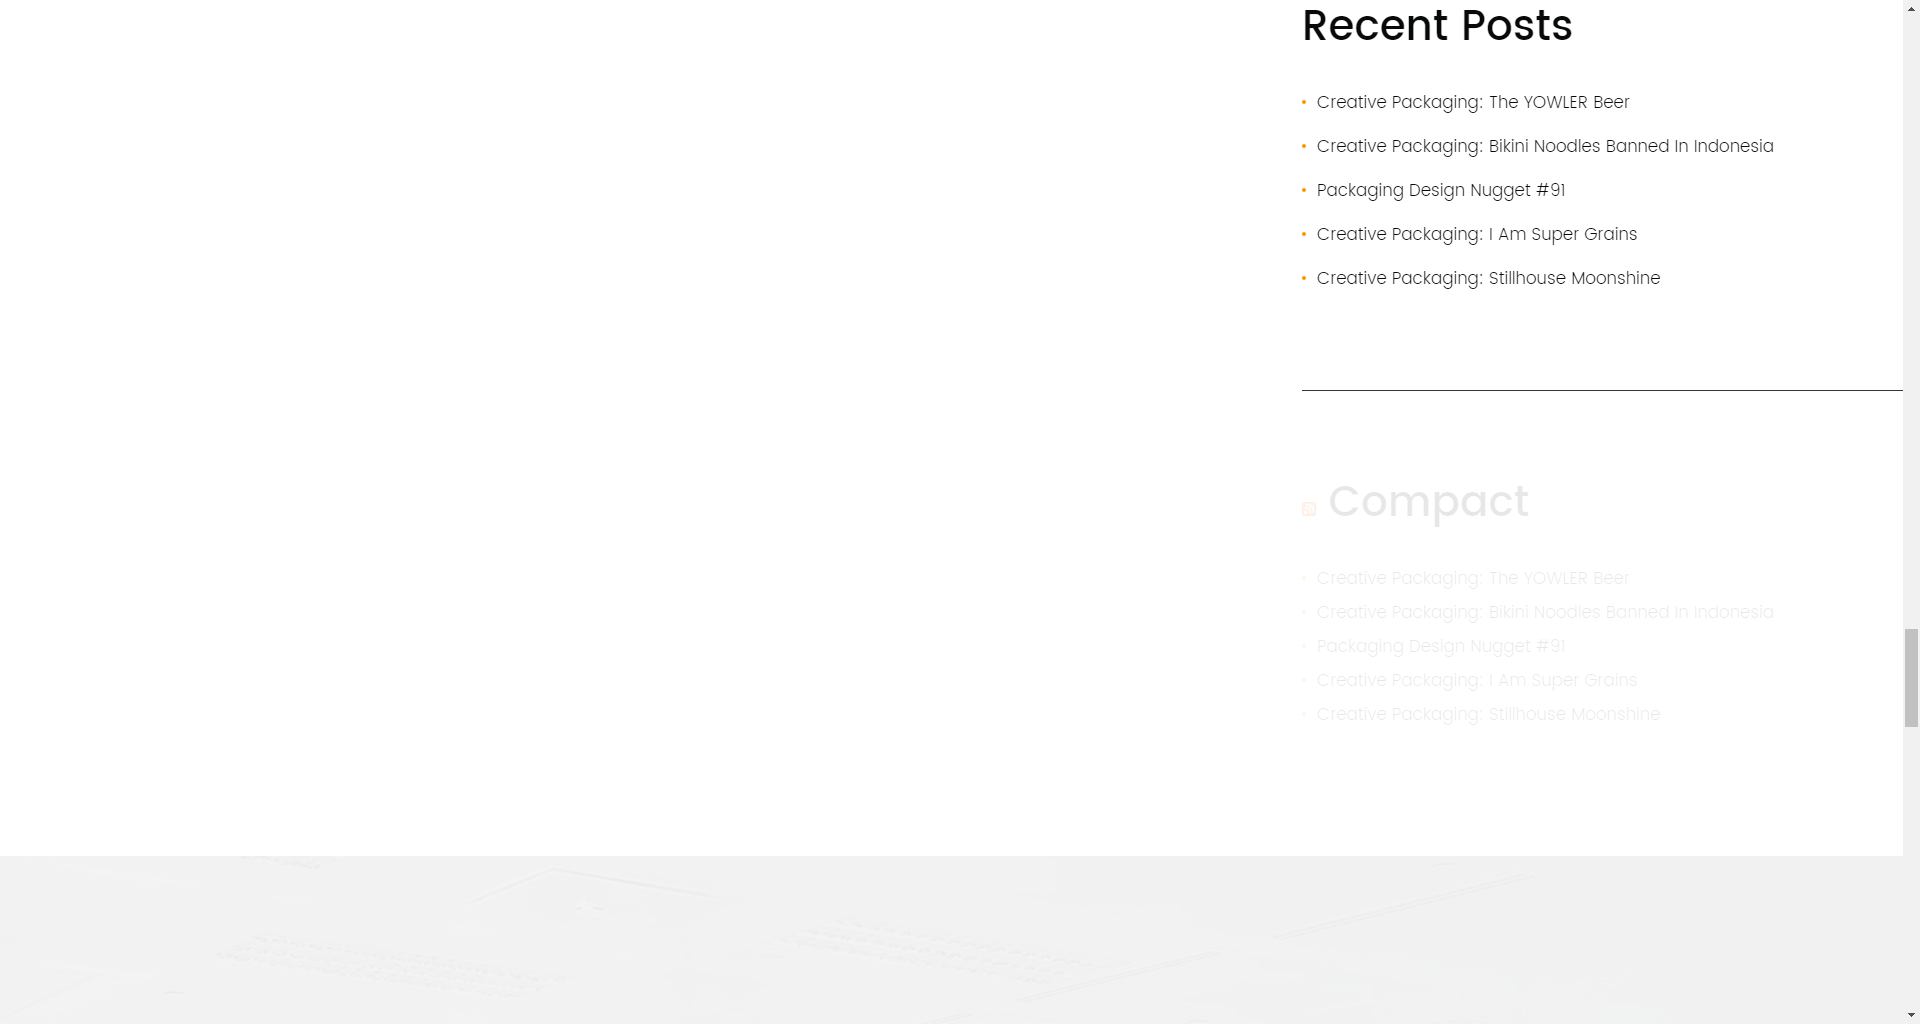 Recent Posts
Creative Packaging: The YOWLER Beer
Creative Packaging: Bikini Noodles Banned In Indonesia
Packaging Design Nugget #91
Creative Packaging: I Am Super Grains
Creative Packaging: Stillhouse Moonshine
Compact
Creative Packaging: The YOWLER Beer
Creative Packaging: Bikini Noodles Banned In Indonesia
Packaging Design Nugget #91
Creative Packaging: I Am Super Grains
Creative Packaging: Stillhouse Moonshine